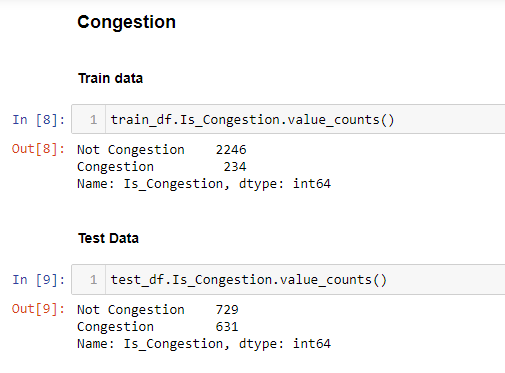 Congestion
Train data
In [8]: 1 train_df.Is_Congestion.value_counts()
Out[8]: Not Congestion    2246
Congestion         234
Name: Is_Congestion, dtype: int64
Test Data
In [9]: 1 test_df.Is_Congestion.value_counts()
Out[9]: Not Congestion    729
Congestion        631
Name: Is_Congestion, dtype: int64